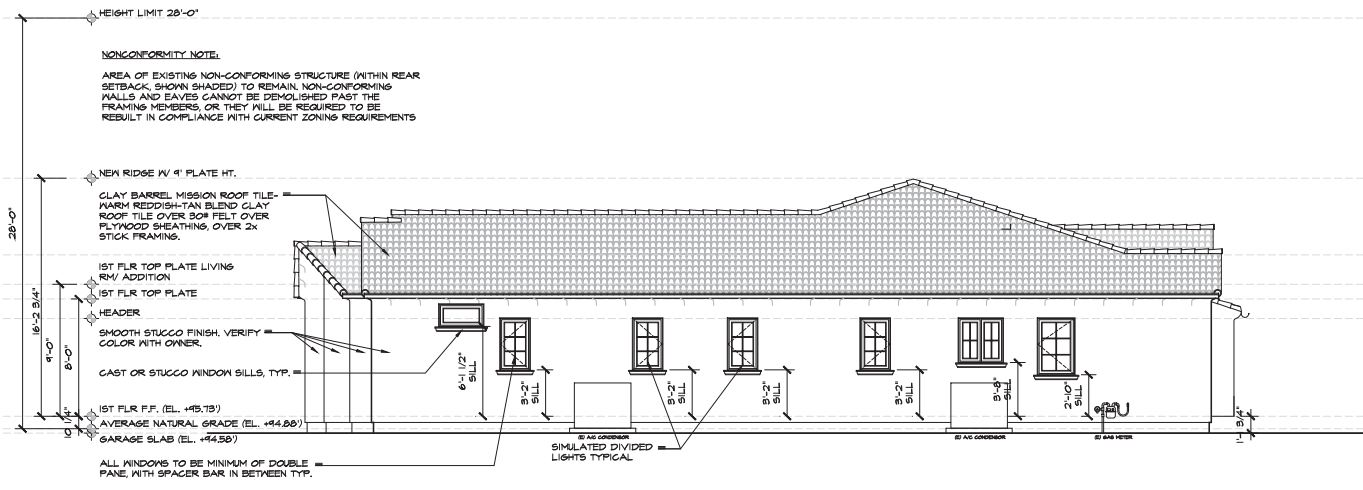 HEIGHT LIMIT 28'-0"
NONCONFORMITY NOTE:
AREA OF EXISTING NON-CONFORMING STRUCTURE (WITHIN REAR
SETBACK, SHOWN SHADED) TO REMAIN. NON-CONFORMING
WALLS AND EAVES CANNOT BE DEMOLISHED PAST THE
FRAMING MEMBERS, OR THEY WILL BE REQUIRED TO BE
REBUILT IN COMPLIANCE WITH CURRENT ZONING REQUIREMENTS
NEW RIDGE W/ 9' PLATE HT.
CLAY BARREL MISSION ROOF TILE-
WARM REDDISH-TAN BLEND CLAY
ROOF TILE OVER 30# FELT OVER
PLYWOOD SHEATHING, OVER 2x
STICK FRAMING.
1ST FLR TOP PLATE LIVING
RM/ ADDITION
1ST FLR TOP PLATE
HEADER
SMOOTH STUCCO FINISH. VERIFY
COLOR WITH OWNER.
CAST OR STUCCO WINDOW SILLS, TYP.
1ST FLR F.F. (EL. +95.73')
AVERAGE NATURAL GRADE (EL. +94.88')
GARAGE SLAB (EL. +94.58')
ALL WINDOWS TO BE MINIMUM OF DOUBLE
PANE, WITH SPACER BAR IN BETWEEN TYP.
28'-0"
16'-2 3/4"
9'-0"
8'-0"
10 1/4"
6'-1 1/2"
SILL
3'-2"
SILL
3'-2"
SILL
3'-2"
SILL
3'-2"
SILL
3'-8"
SILL
2'-10"
SILL
1'-1 3/4"
(E) A/C CONDENSOR
SIMULATED DIVIDED
LIGHTS TYPICAL
(E) A/C CONDENSOR
(E) GAS METER